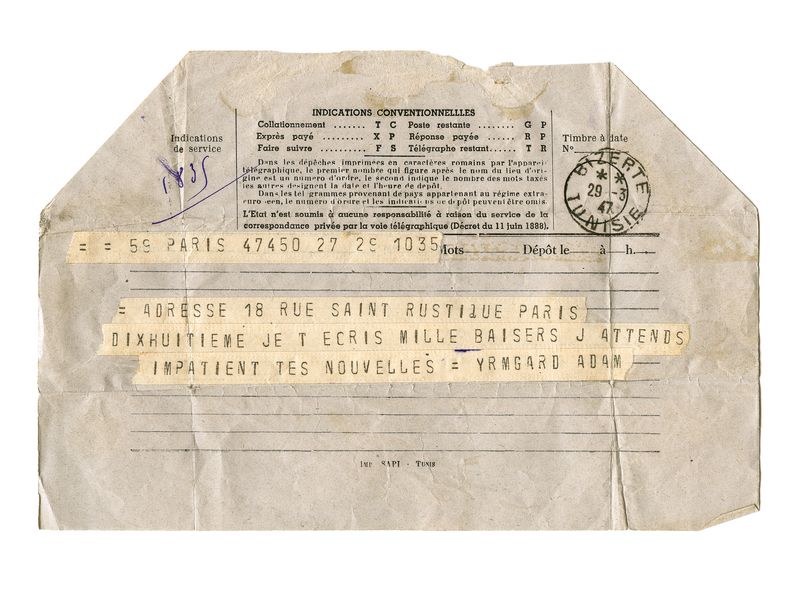 INDICATIONS CONVENTIONNELLLES
Collationnement ....... T C Poste restante ........ G P
Exprès payé ........... X P Réponse payée ........ R P
Faire suivre ........... F S Télégraphe restant...... T R
Indications
de service
1835
Timbre à date
No
Dans les dépêches imprimées en caractères romains par l'appareil
télégraphique, le premier nombre qui figure après le nom du lieu d'ori-
gine est un numéro d'ordre, le second indique le nombre des mots taxés
les autres désignent la date et l'heure de dépôt.
Dans les télégrammes provenant de pays appartenant au régime extra-
européen, le numéro d'ordre et les indications de dépôt peuvent être omis.
L'Etat n'est soumis à aucune responsabilité à raison du service de la
correspondance privée par la voie télégraphique (Décret du 11 juin 1888).
BIZERTE
29 -3
47
TUNISIE
= = 59 PARIS 47450 27 29 1035 Mots Dépôt le à h.
= ADRESSE 18 RUE SAINT RUSTIQUE PARIS
DIXHUITIEME JE T ECRIS MILLE BAISERS J ATTENDS
IMPATIENT TES NOUVELLES = YRMGARD ADAM
IMP SAPI - TUNIS